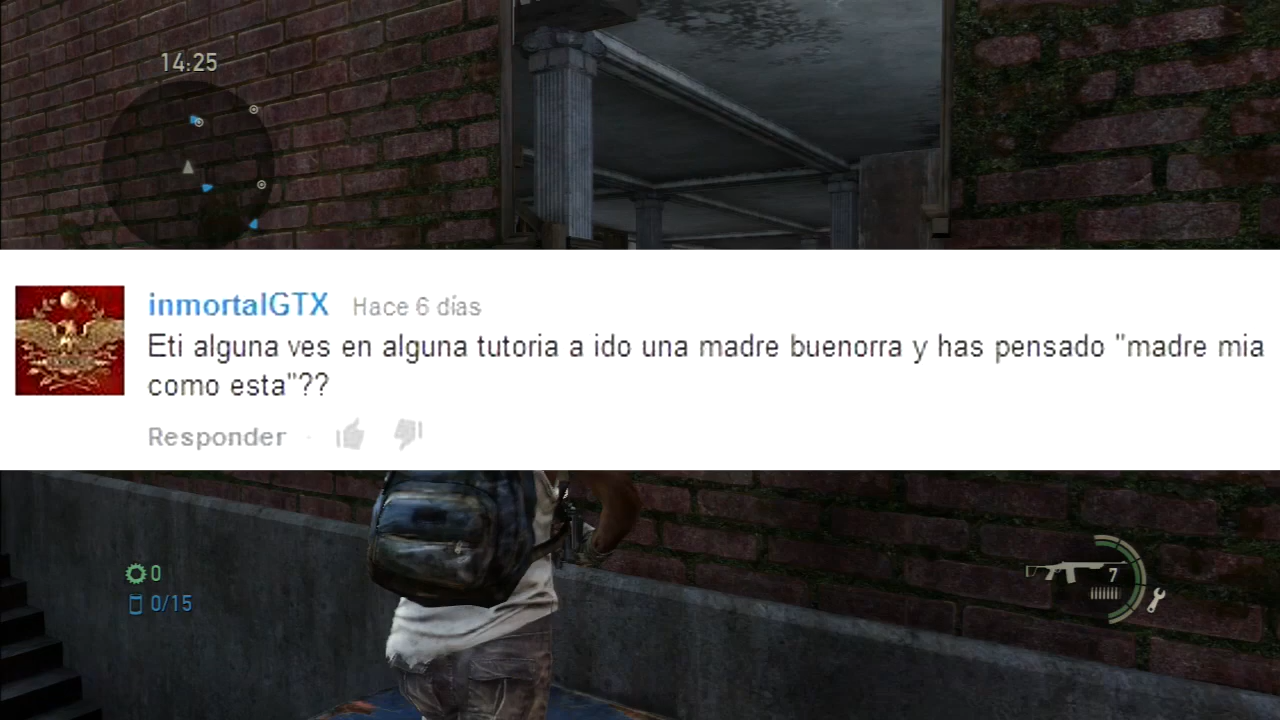 14:25
inmortalGTX Hace 6 días
Eti alguna ves en alguna tutoria a ido una madre buenorra y has pensado "madre mia
como esta"??
Responder
0
0/15
7